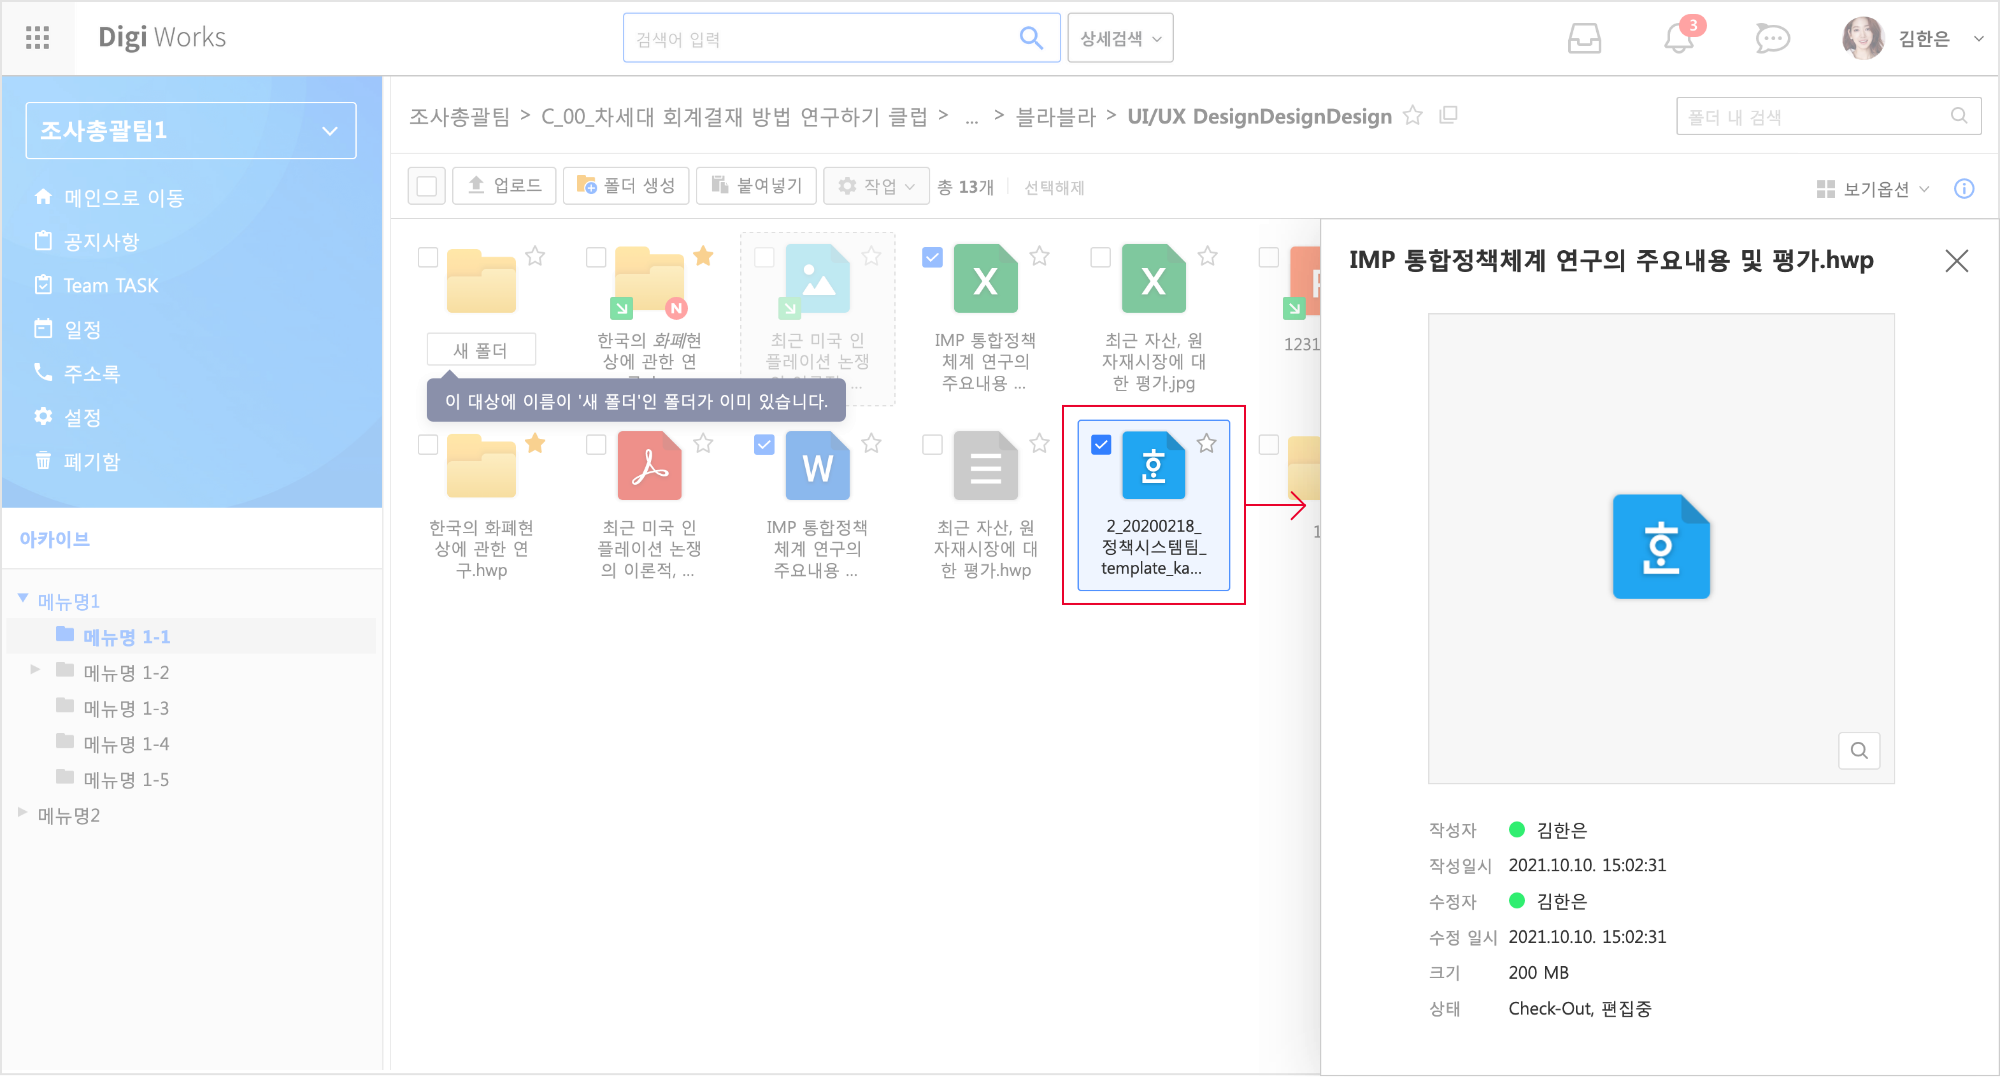 Digi Works
검색어 입력
상세검색
3
김한은
조사총괄팀1
메인으로 이동
공지사항
Team TASK
일정
주소록
설정
폐기함
아카이브
메뉴명1
메뉴명 1-1
메뉴명 1-2
메뉴명 1-3
메뉴명 1-4
메뉴명 1-5
메뉴명2
조사총괄팀 > C_00_차세대 회계결재 방법 연구하기 클럽 > ... > 블라블라 > UI/UX DesignDesignDesign
폴더 내 검색
업로드
폴더 생성
붙여넣기
작업
총 13개
선택해제
보기옵션
새 폴더
N
한국의 화폐현
상에 관한 연
최근 미국 인
플레이션 논쟁
X
IMP 통합정책
체계 연구의
주요내용 ...
X
최근 자산, 원
자재시장에 대
한 평가.jpg
1231
이 대상에 이름이 '새 폴더'인 폴더가 이미 있습니다.
한국의 화폐현
상에 관한 연
구.hwp
최근 미국 인
플레이션 논쟁
의 이론적, ...
W
IMP 통합정책
체계 연구의
주요내용 ...
최근 자산, 원
자재시장에 대
한 평가.hwp
흔
2_20200218_
정책시스템팀_
template_ka...
1
IMP 통합정책체계 연구의 주요내용 및 평가.hwp
흔
작성자 김한은
작성일시 2021.10.10. 15:02:31
수정자 김한은
수정 일시 2021.10.10. 15:02:31
크기 200 MB
상태 Check-Out, 편집중